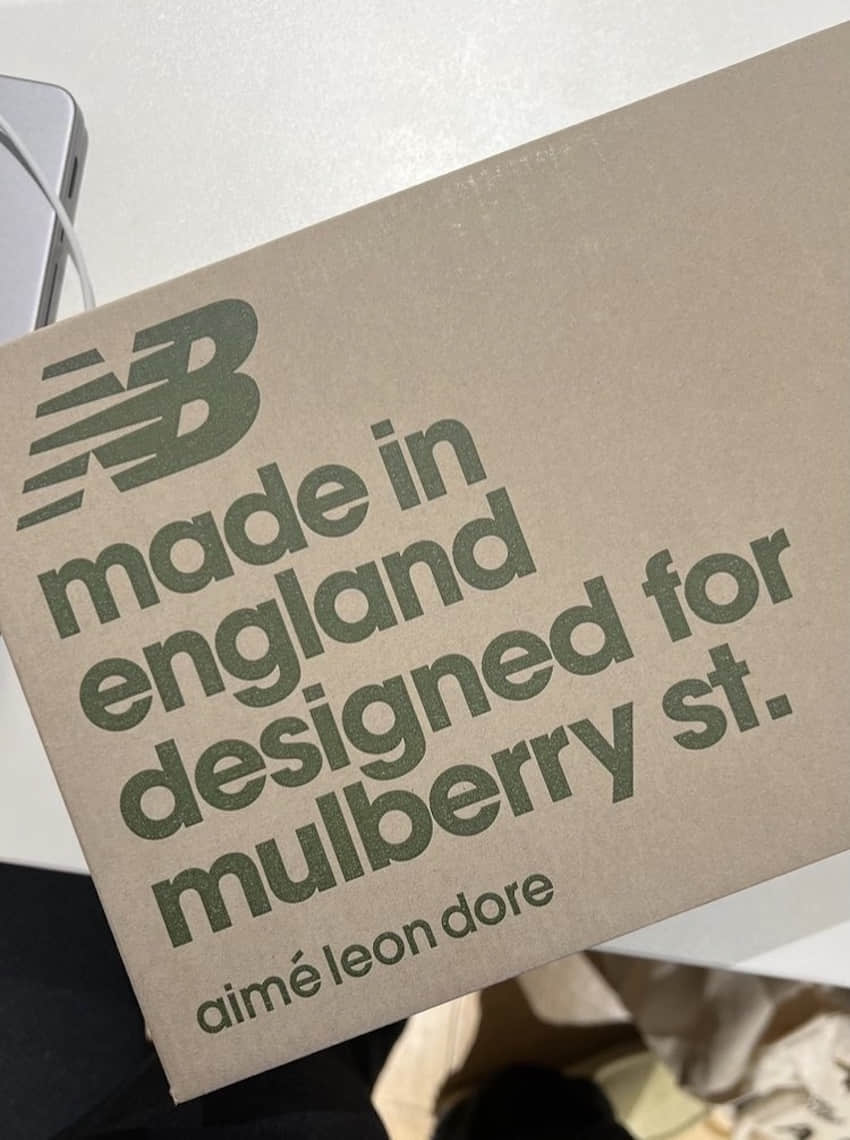 NB
made in
england
designed for
mulberry st.
aimé leon dore